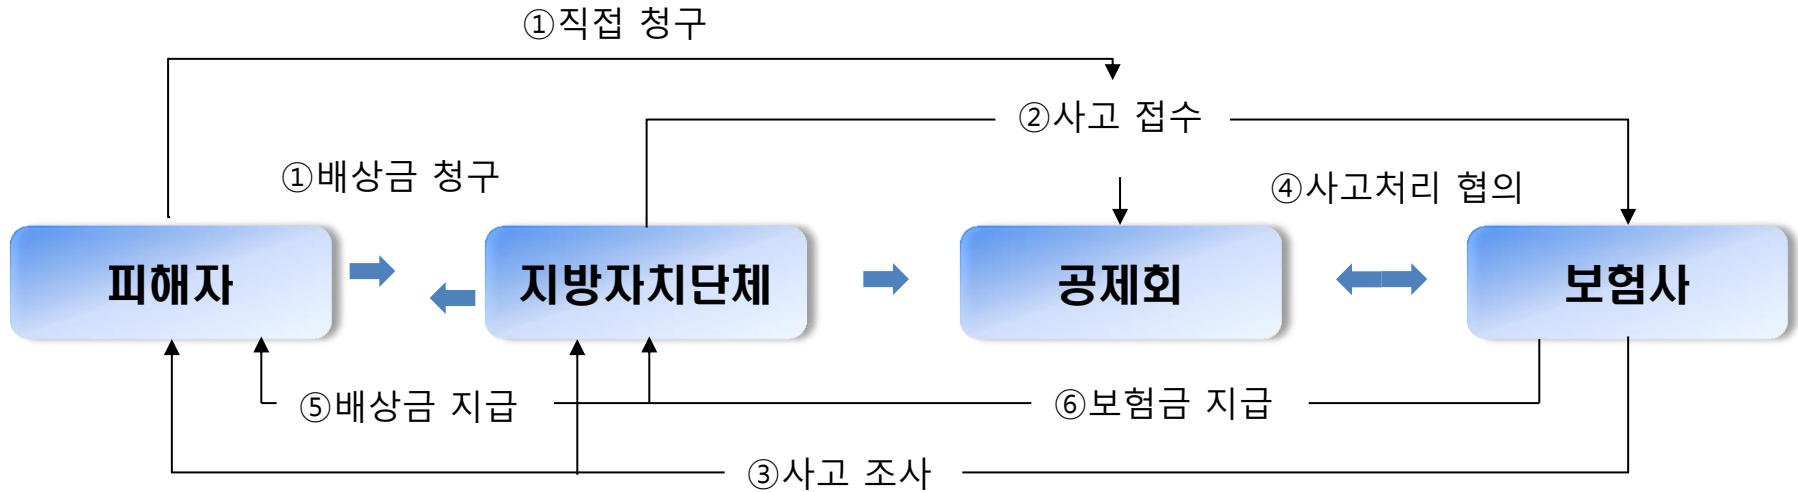 ①직접 청구
②사고 접수
①배상금 청구
④사고처리 협의
피해자
지방자치단체
공제회
보험사
⑤배상금 지급
⑥보험금 지급
③사고 조사